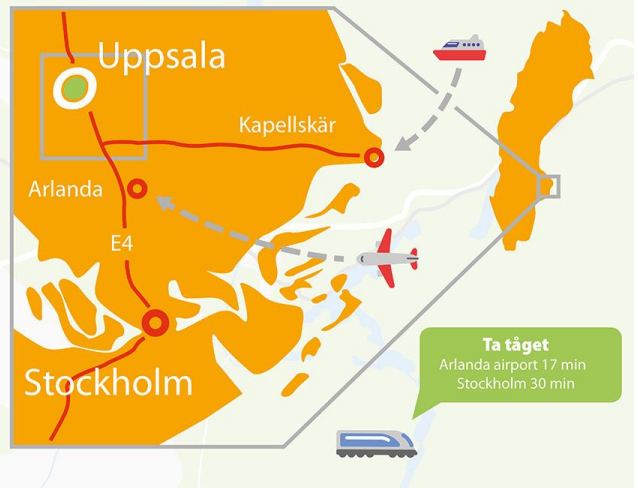 Uppsala
Kapellskär
Arlanda
E4
Stockholm
Ta tåget
Arlanda airport 17 min
Stockholm 30 min